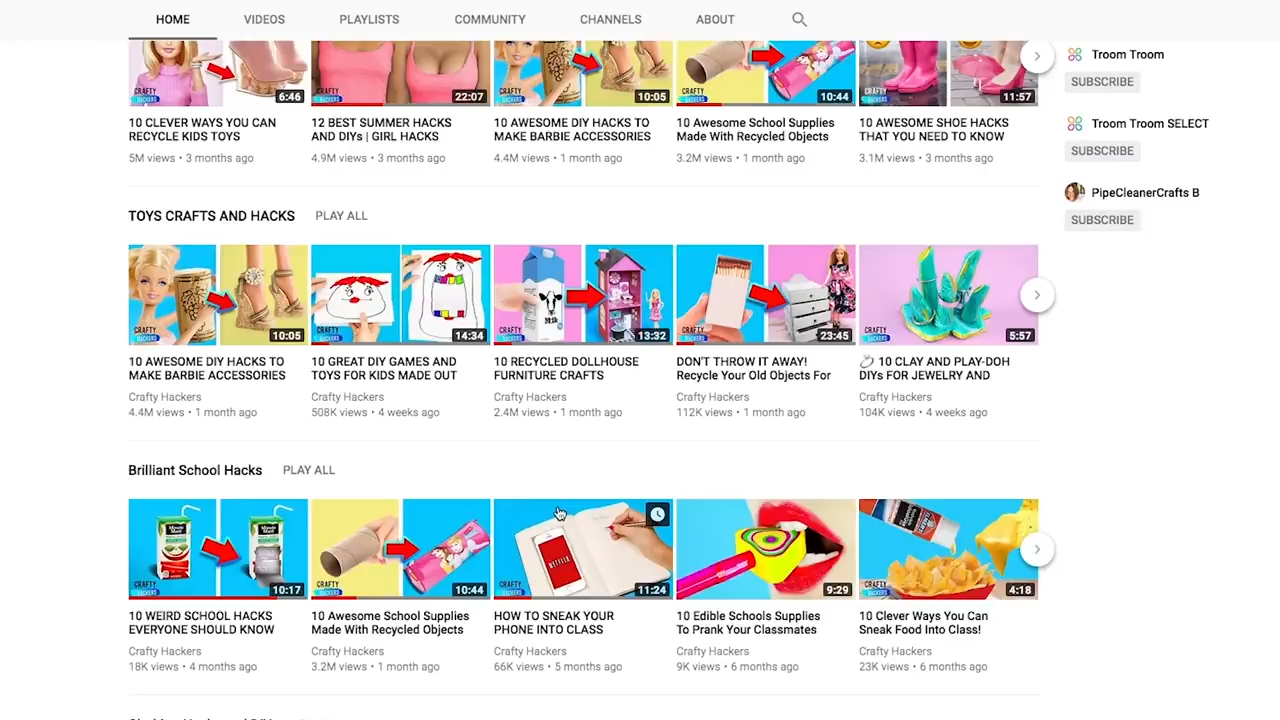 HOME VIDEOS PLAYLISTS COMMUNITY CHANNELS ABOUT
6:46 22:07 10:05 10:44 11:57
10 CLEVER WAYS YOU CAN
RECYCLE KIDS TOYS
5M views • 3 months ago
12 BEST SUMMER HACKS
AND DIYs | GIRL HACKS
4.9M views • 3 months ago
10 AWESOME DIY HACKS TO
MAKE BARBIE ACCESSORIES
4.4M views • 1 month ago
10 Awesome School Supplies
Made With Recycled Objects
3.2M views • 1 month ago
10 AWESOME SHOE HACKS
THAT YOU NEED TO KNOW
3.1M views • 3 months ago
Troom Troom
SUBSCRIBE
Troom Troom SELECT
SUBSCRIBE
PipeCleanerCrafts B
SUBSCRIBE
TOYS CRAFTS AND HACKS PLAY ALL
10:05 14:34 13:32 23:45 5:57
10 AWESOME DIY HACKS TO
MAKE BARBIE ACCESSORIES
Crafty Hackers
4.4M views • 1 month ago
10 GREAT DIY GAMES AND
TOYS FOR KIDS MADE OUT
Crafty Hackers
508K views • 4 weeks ago
10 RECYCLED DOLLHOUSE
FURNITURE CRAFTS
Crafty Hackers
2.4M views • 1 month ago
DON'T THROW IT AWAY!
Recycle Your Old Objects For
Crafty Hackers
112K views • 1 month ago
10 CLAY AND PLAY-DOH
DIYs FOR JEWELRY AND
Crafty Hackers
104K views • 4 weeks ago
Brilliant School Hacks PLAY ALL
NETFLIX
10:17 10:44 11:24 9:29 4:18
10 WEIRD SCHOOL HACKS
EVERYONE SHOULD KNOW
Crafty Hackers
18K views • 4 months ago
10 Awesome School Supplies
Made With Recycled Objects
Crafty Hackers
3.2M views • 1 month ago
HOW TO SNEAK YOUR
PHONE INTO CLASS
Crafty Hackers
66K views • 5 months ago
10 Edible Schools Supplies
To Prank Your Classmates
Crafty Hackers
9K views • 6 months ago
10 Clever Ways You Can
Sneak Food Into Class!
Crafty Hackers
23K views • 6 months ago